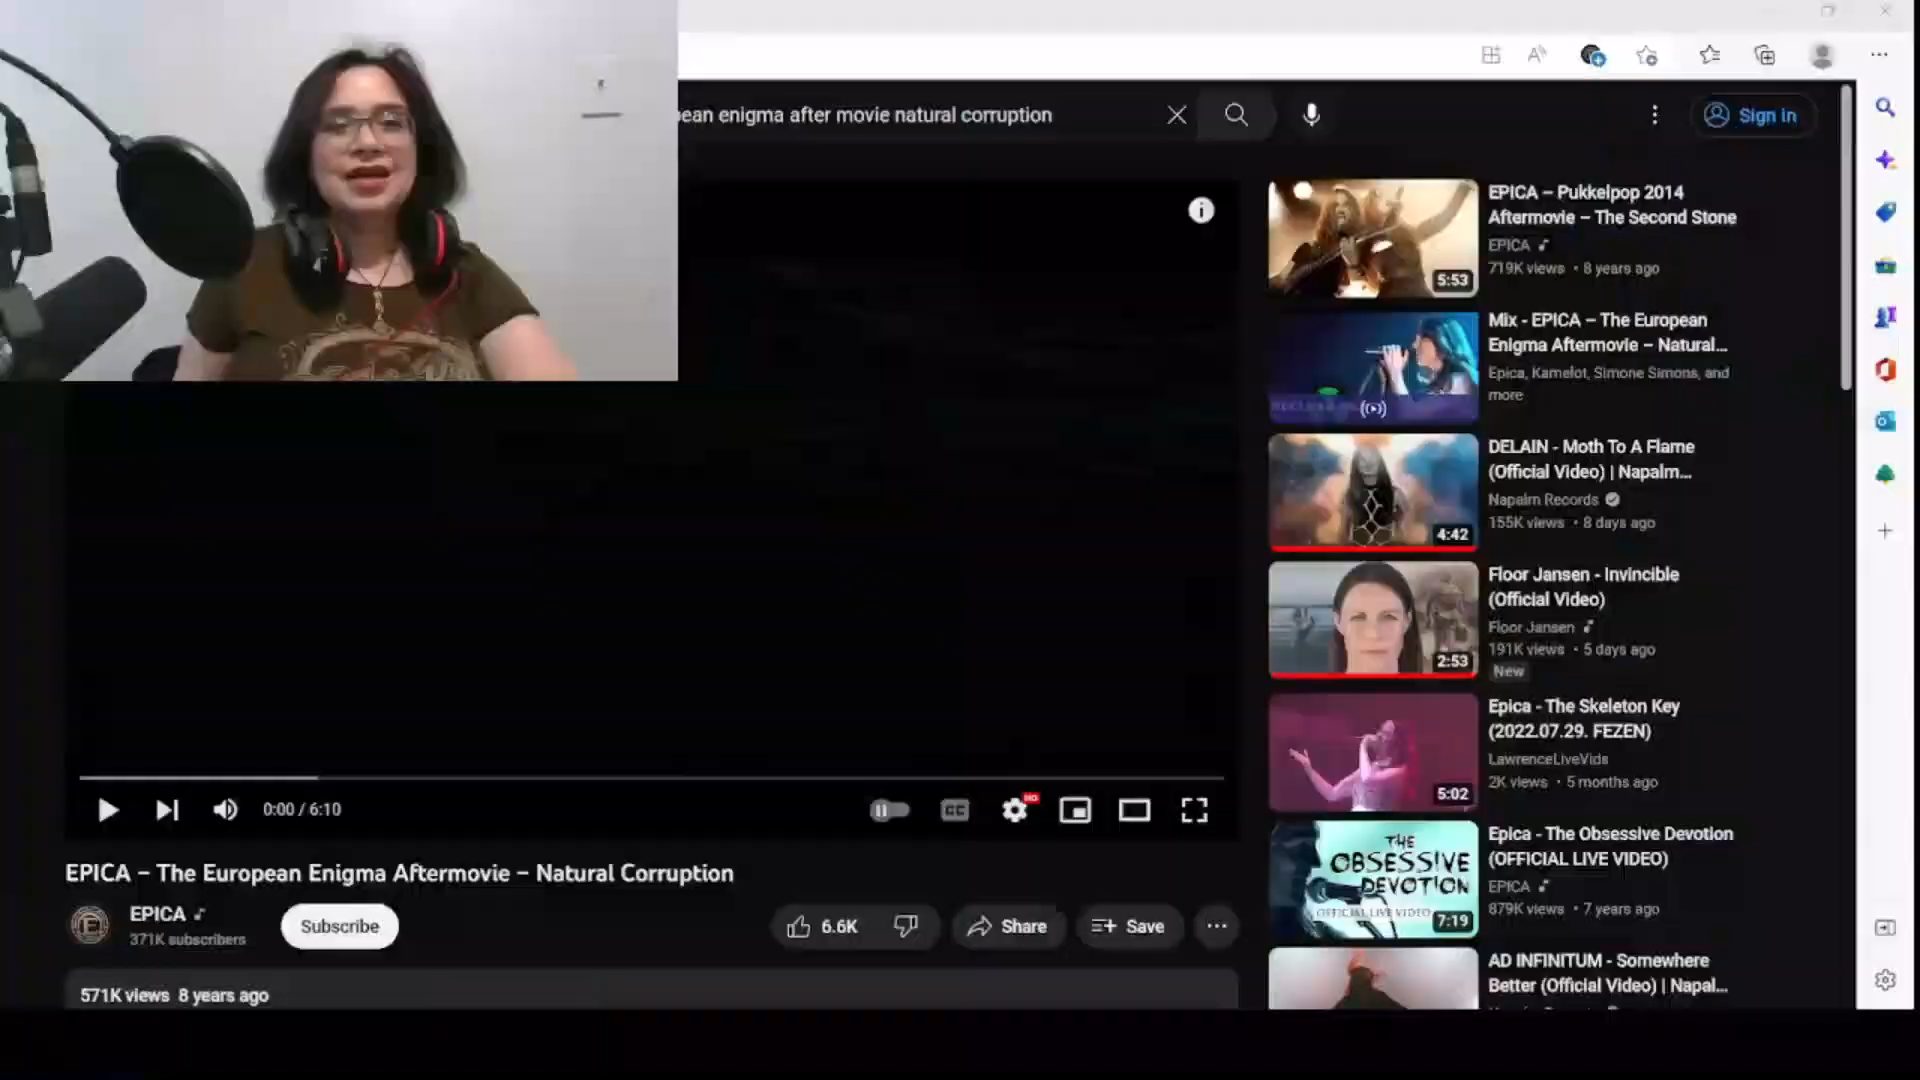 pean enigma after movie natural corruption
Sign in
EPICA – Pukkelpop 2014
Aftermovie – The Second Stone
EPICA
719K views • 8 years ago
5:53
Mix - EPICA – The European
Enigma Aftermovie – Natural...
Epica, Kamelot, Simone Simons, and
more
DELAIN - Moth To A Flame
(Official Video) | Napalm...
Napalm Records
155K views • 8 days ago
4:42
Floor Jansen - Invincible
(Official Video)
Floor Jansen
191K views • 5 days ago
New
2:53
Epica - The Skeleton Key
(2022.07.29. FEZEN)
LawrenceLiveVids
2K views • 5 months ago
5:02
THE
OBSESSIVE
DEVOTION
OFFICIAL LIVE VIDEO
7:19
Epica - The Obsessive Devotion
(OFFICIAL LIVE VIDEO)
EPICA
879K views • 7 years ago
AD INFINITUM - Somewhere
Better (Official Video) | Napal...
0:00 / 6:10
CC
HD
EPICA – The European Enigma Aftermovie – Natural Corruption
EPICA
371K subscribers
Subscribe
6.6K
Share
Save
571K views 8 years ago